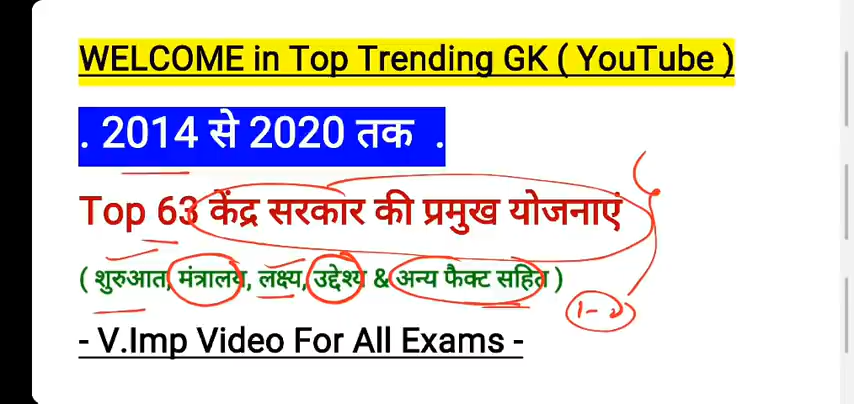 WELCOME in Top Trending GK ( YouTube )
. 2014 से 2020 तक .
Top 63 केंद्र सरकार की प्रमुख योजनाएं
( शुरुआत, मंत्रालय, लक्ष्य, उद्देश्य & अन्य फैक्ट सहित )
- V.Imp Video For All Exams -